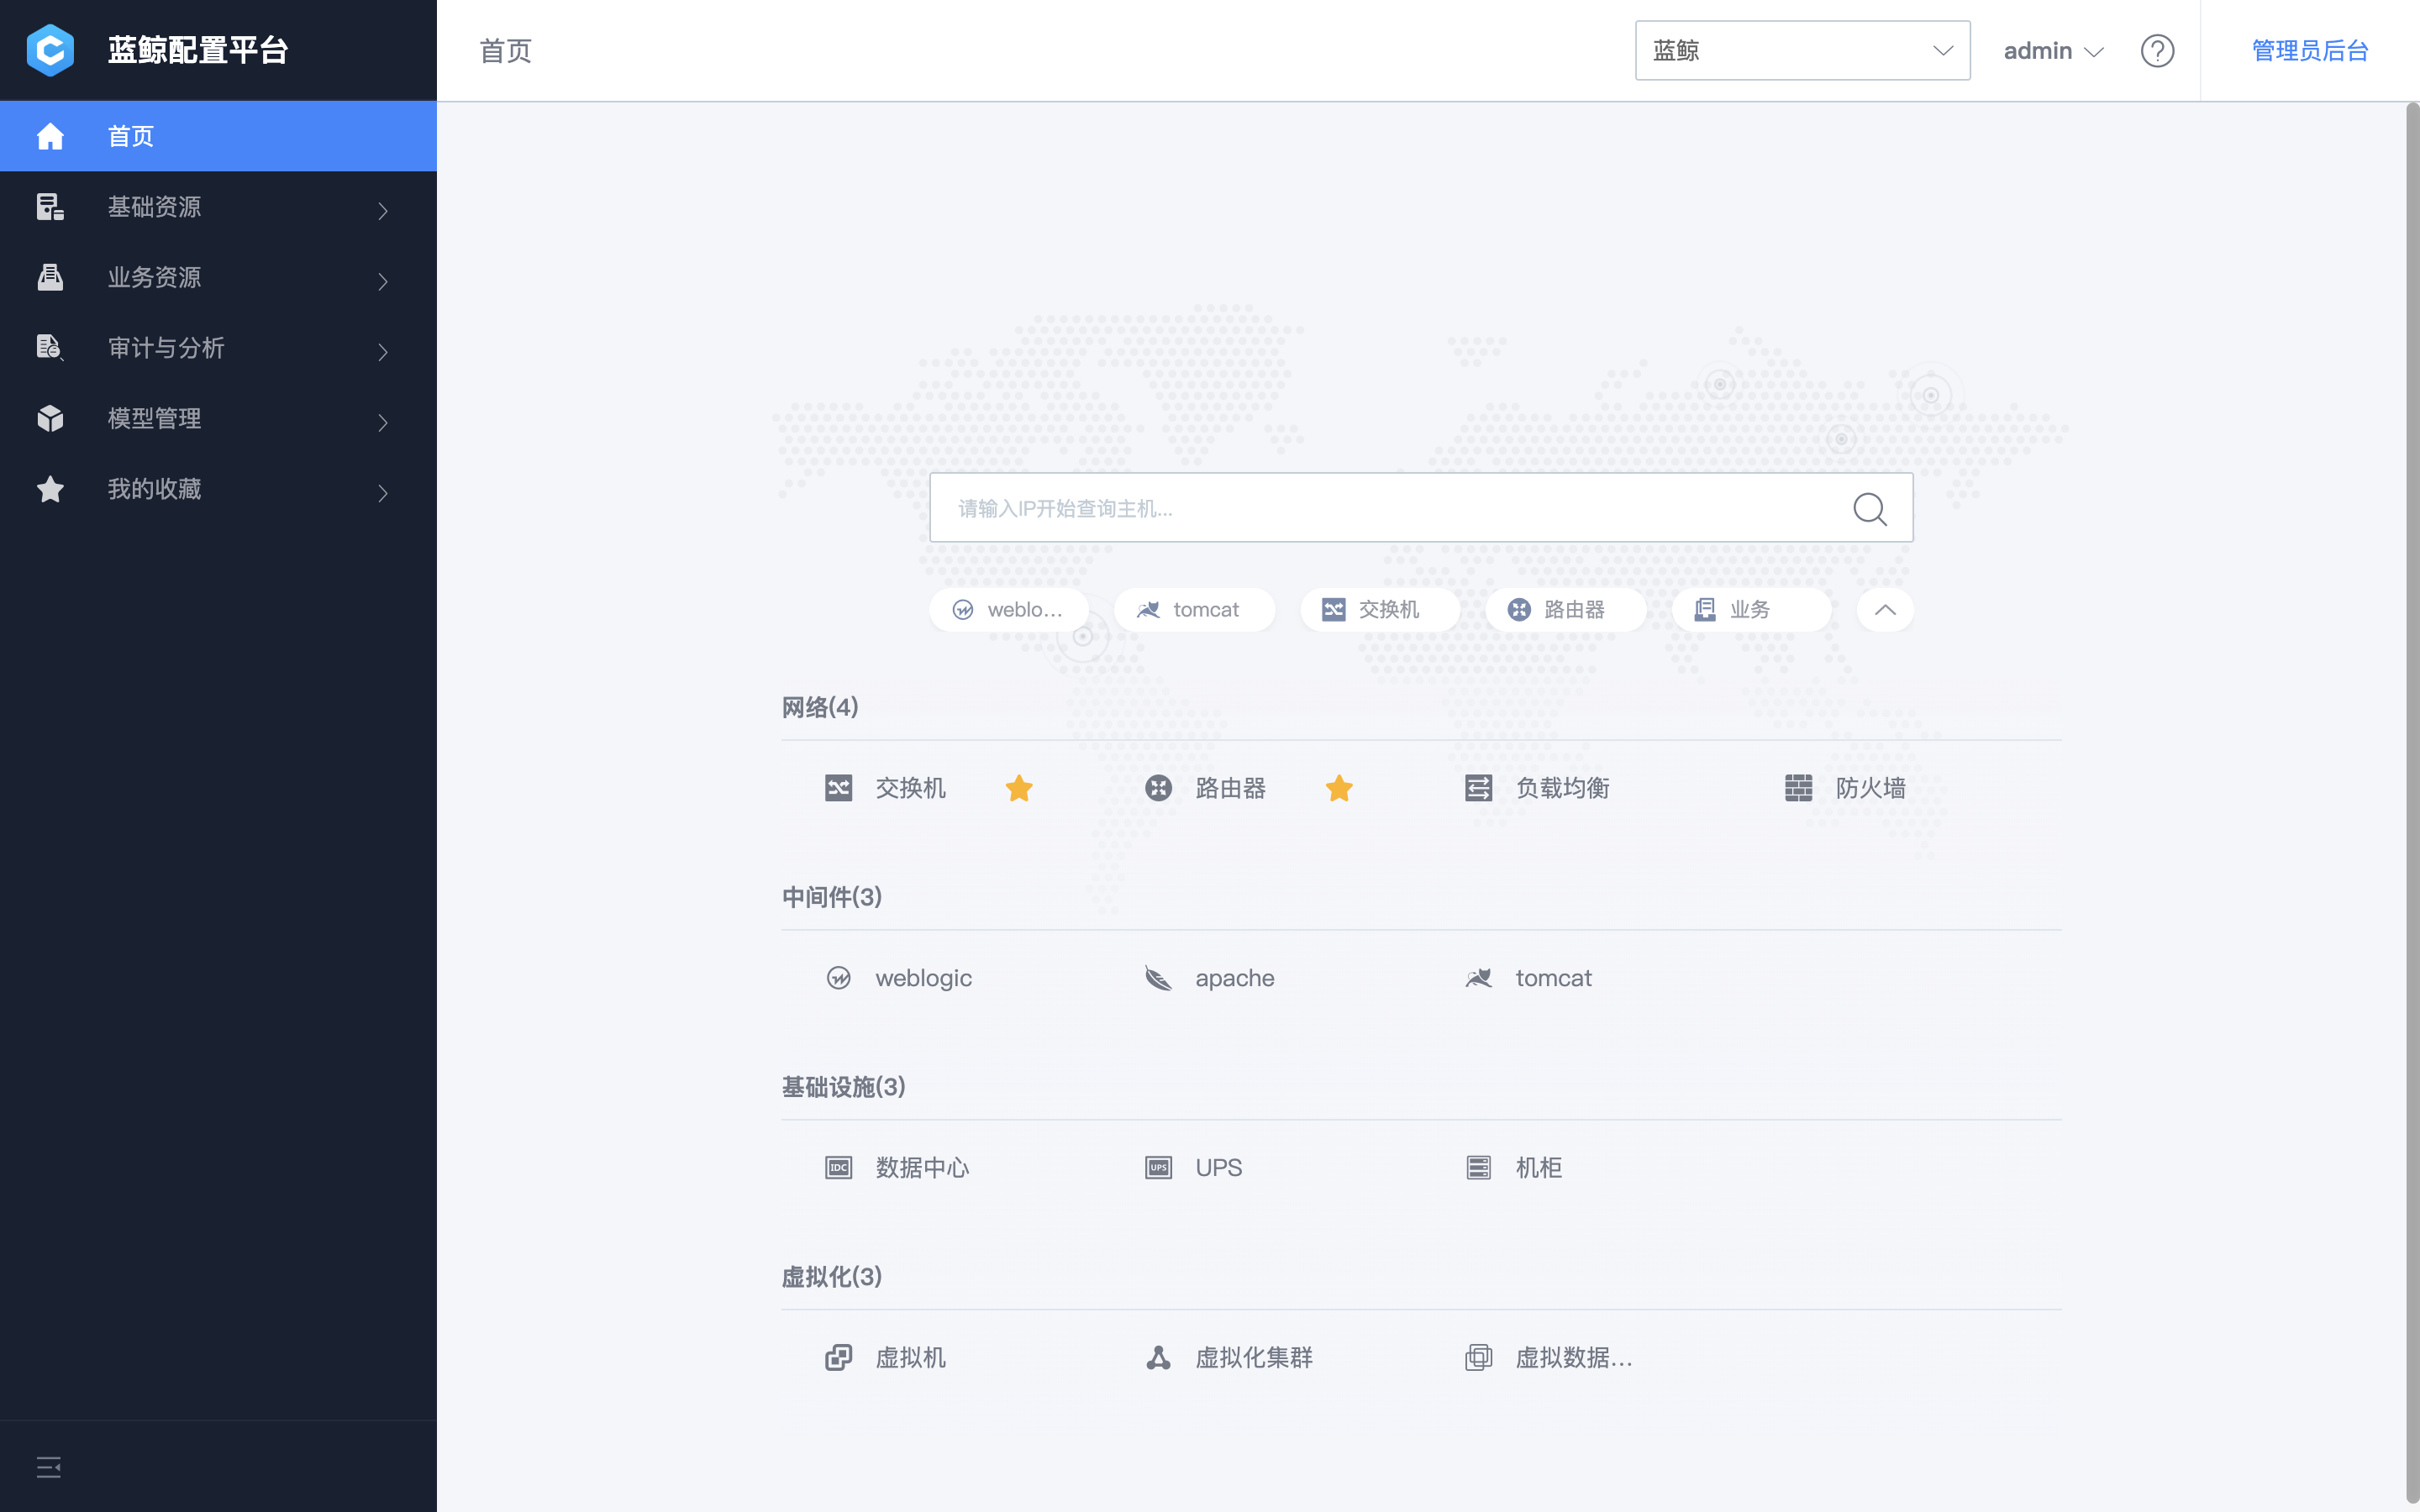 蓝鲸配置平台
首页
蓝鲸
admin
管理员后台
首页
基础资源
业务资源
审计与分析
模型管理
我的收藏
请输入IP开始查询主机...
weblo...
tomcat
交换机
路由器
业务
网络(4)
交换机
路由器
负载均衡
防火墙
中间件(3)
weblogic
apache
tomcat
基础设施(3)
IDC
数据中心
UPS
UPS
机柜
虚拟化(3)
虚拟机
虚拟化集群
虚拟数据...